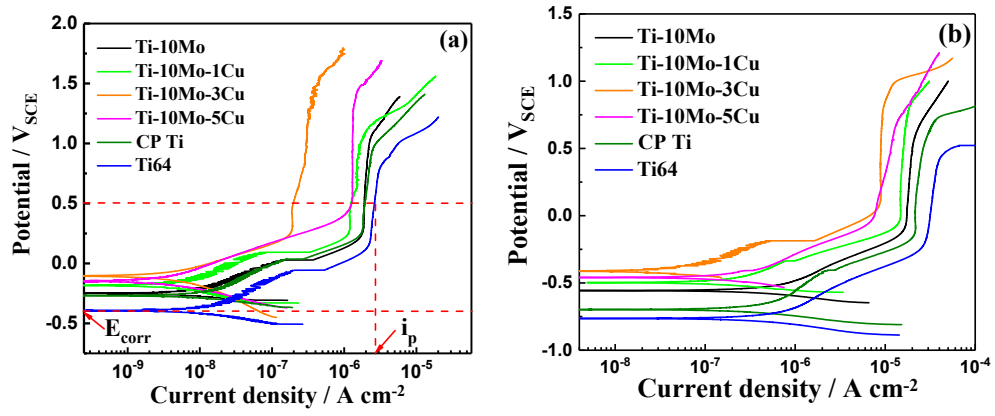 (a)
Ti-10Mo
Ti-10Mo-1Cu
Ti-10Mo-3Cu
Ti-10Mo-5Cu
CP Ti
Ti64
Potential / V_SCE
2.0
1.5
1.0
0.5
0.0
-0.5
E_corr
i_p
10⁻⁹ 10⁻⁸ 10⁻⁷ 10⁻⁶ 10⁻⁵
Current density / A cm⁻²
(b)
Ti-10Mo
Ti-10Mo-1Cu
Ti-10Mo-3Cu
Ti-10Mo-5Cu
CP Ti
Ti64
Potential / V_SCE
1.5
1.0
0.5
0.0
-0.5
-1.0
10⁻⁸ 10⁻⁷ 10⁻⁶ 10⁻⁵ 10⁻⁴
Current density / A cm⁻²